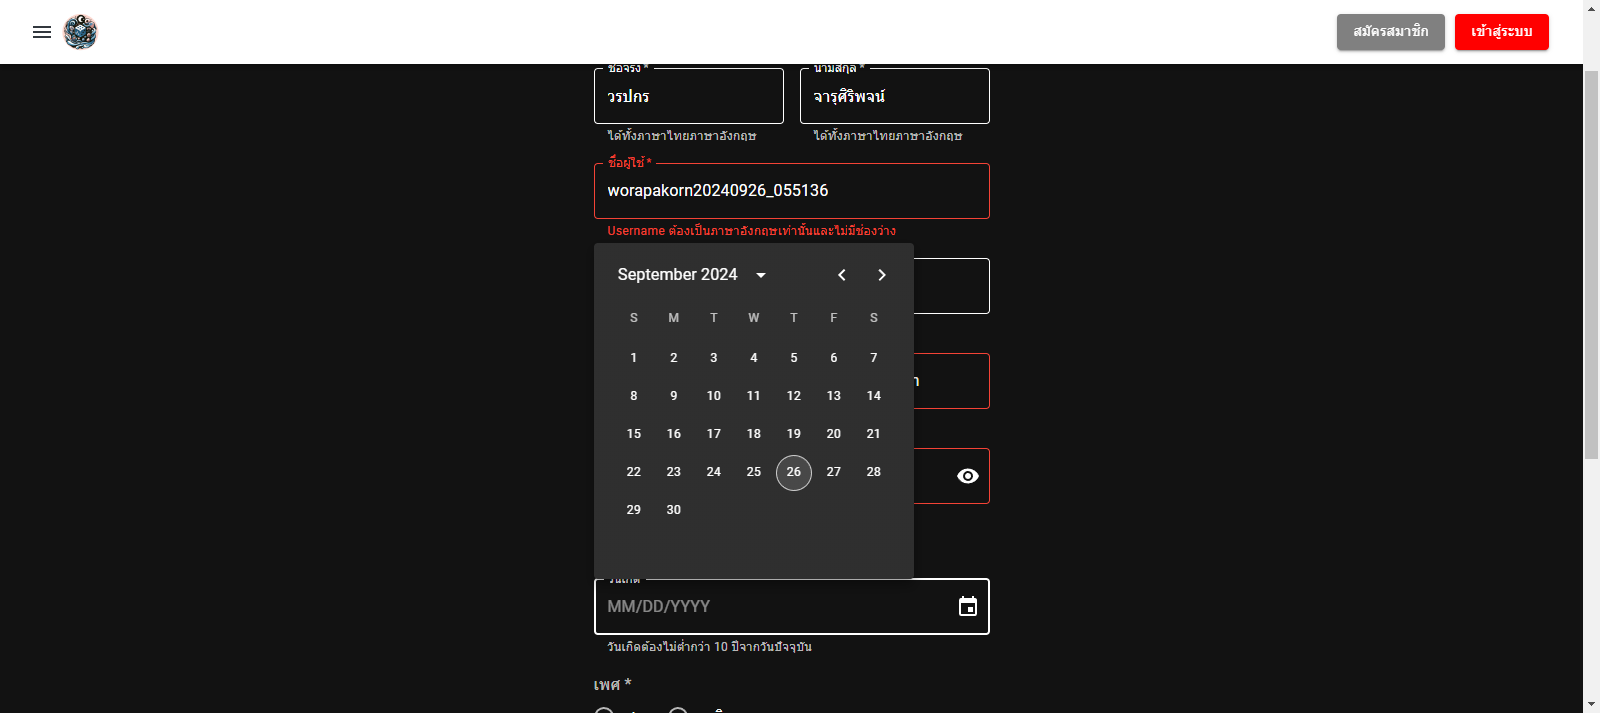 สมัครสมาชิก เข้าสู่ระบบ
ชื่อจริง * นามสกุล *
วรปกร จารุศิริพจน์
ได้ทั้งภาษาไทยภาษาอังกฤษ ได้ทั้งภาษาไทยภาษาอังกฤษ
ชื่อผู้ใช้ *
worapakorn20240926_055136
Username ต้องเป็นภาษาอังกฤษเท่านั้นและไม่มีช่องว่าง
September 2024
S M T W T F S
1 2 3 4 5 6 7
8 9 10 11 12 13 14
15 16 17 18 19 20 21
22 23 24 25 26 27 28
29 30
วันเกิด
MM/DD/YYYY
วันเกิดต้องไม่ต่ำกว่า 10 ปีจากวันปัจจุบัน
เพศ *